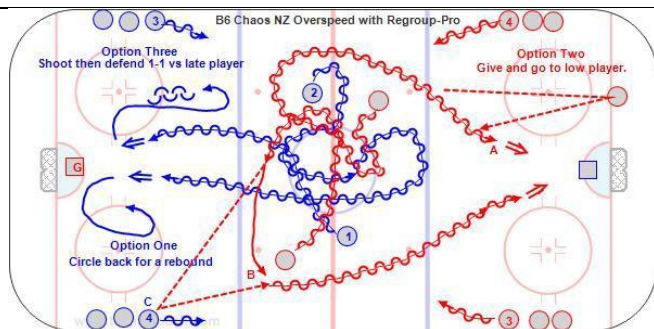 B6 Chaos NZ Overspeed with Regroup-Pro
3
4
Option Three
Shoot then defend 1-1 vs late player
Option Two
Give and go to low player.
2
A
G
1
Option One
Circle back for a rebound
B
C
4
3